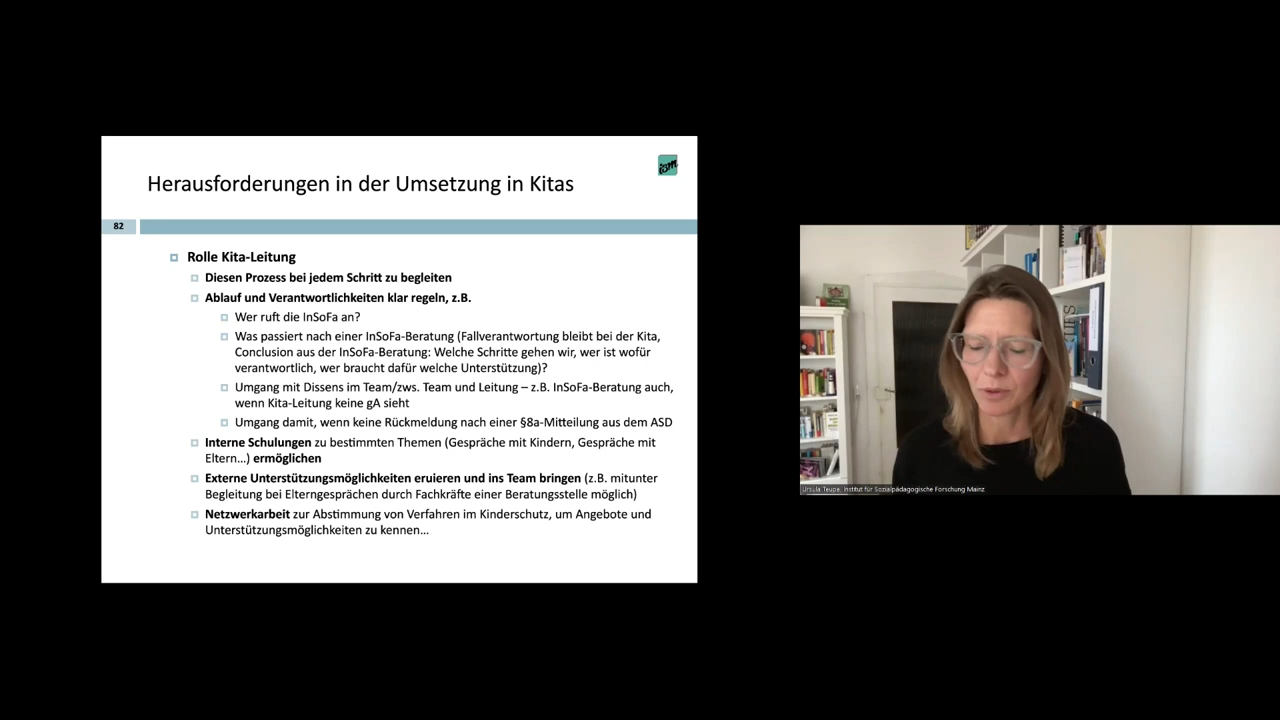 ism
Herausforderungen in der Umsetzung in Kitas
82
Rolle Kita-Leitung
Diesen Prozess bei jedem Schritt zu begleiten
Ablauf und Verantwortlichkeiten klar regeln, z.B.
Wer ruft die InSoFa an?
Was passiert nach einer InSoFa-Beratung (Fallverantwortung bleibt bei der Kita,
Conclusion aus der InSoFa-Beratung: Welche Schritte gehen wir, wer ist wofür
verantwortlich, wer braucht dafür welche Unterstützung)?
Umgang mit Dissens im Team/zws. Team und Leitung – z.B. InSoFa-Beratung auch,
wenn Kita-Leitung keine gA sieht
Umgang damit, wenn keine Rückmeldung nach einer §8a-Mitteilung aus dem ASD
Interne Schulungen zu bestimmten Themen (Gespräche mit Kindern, Gespräche mit
Eltern…) ermöglichen
Externe Unterstützungsmöglichkeiten eruieren und ins Team bringen (z.B. mitunter
Begleitung bei Elterngesprächen durch Fachkräfte einer Beratungsstelle möglich)
Netzwerkarbeit zur Abstimmung von Verfahren im Kinderschutz, um Angebote und
Unterstützungsmöglichkeiten zu kennen…
Ursula Teupe, Institut für Sozialpädagogische Forschung Mainz